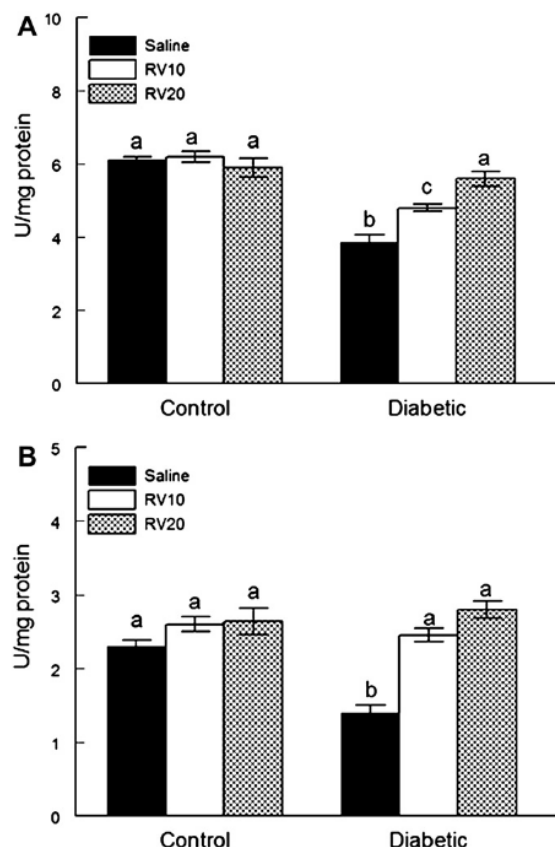 A
10
8
6
4
2
0
U/mg protein
Saline
RV10
RV20
a
a
a
b
c
a
Control
Diabetic
B
5
4
3
2
1
0
U/mg protein
Saline
RV10
RV20
a
a
a
b
a
a
Control
Diabetic